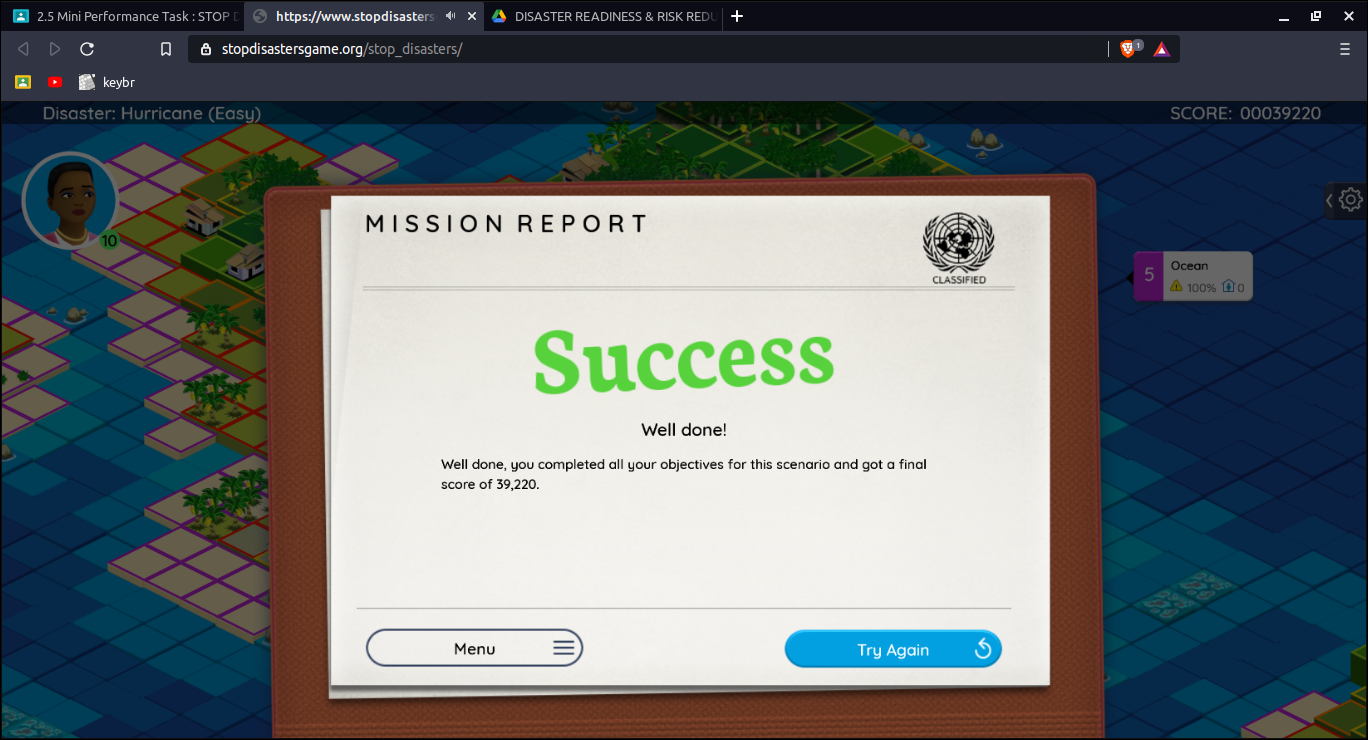 2.5 Mini Performance Task : STOP D
https://www.stopdisasters
DISASTER READINESS & RISK REDU
stopdisastersgame.org/stop_disasters/
1
keybr
Disaster: Hurricane (Easy)
SCORE: 00039220
10
MISSION REPORT
CLASSIFIED
5
Ocean
100%
0
Success
Well done!
Well done, you completed all your objectives for this scenario and got a final
score of 39,220.
Menu
Try Again